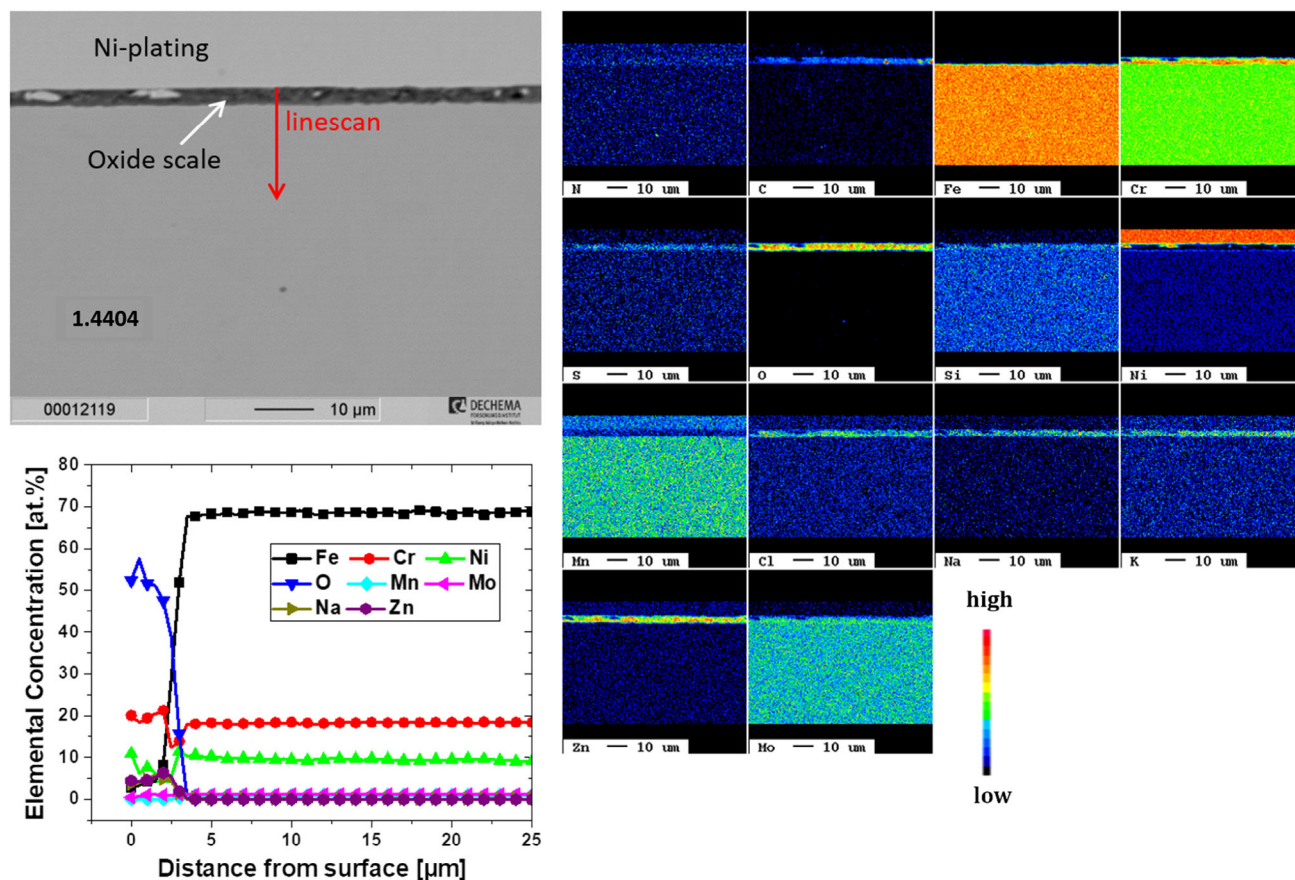 Ni-plating
linescan
Oxide scale
1.4404
00012119
10 µm
DECHEMA
FORSCHUNGSINSTITUT
N 10 um
C 10 um
Fe 10 um
Cr 10 um
S 10 um
O 10 um
Si 10 um
Ni 10 um
Mn 10 um
Cl 10 um
Na 10 um
K 10 um
Zn 10 um
Mo 10 um
high
low
Elemental Concentration [at.%]
80
70
60
50
40
30
20
10
0
Fe Cr Ni
O Mn Mo
Na Zn
0 5 10 15 20 25
Distance from surface [µm]